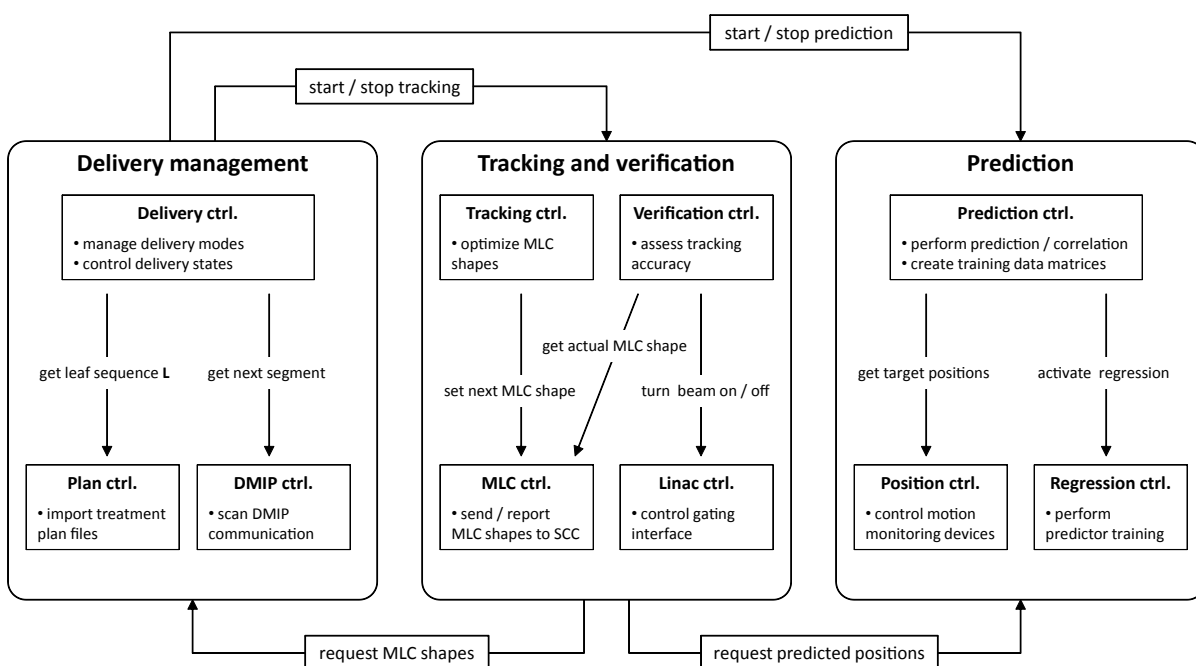 start / stop prediction
start / stop tracking
Delivery management
Delivery ctrl.
• manage delivery modes
• control delivery states
get leaf sequence L
get next segment
Plan ctrl.
• import treatment
plan files
DMIP ctrl.
• scan DMIP
communication
Tracking and verification
Tracking ctrl.
• optimize MLC
shapes
Verification ctrl.
• assess tracking
accuracy
get actual MLC shape
set next MLC shape
turn beam on / off
MLC ctrl.
• send / report
MLC shapes to SCC
Linac ctrl.
• control gating
interface
Prediction
Prediction ctrl.
• perform prediction / correlation
• create training data matrices
get target positions
activate regression
Position ctrl.
• control motion
monitoring devices
Regression ctrl.
• perform
predictor training
request MLC shapes
request predicted positions